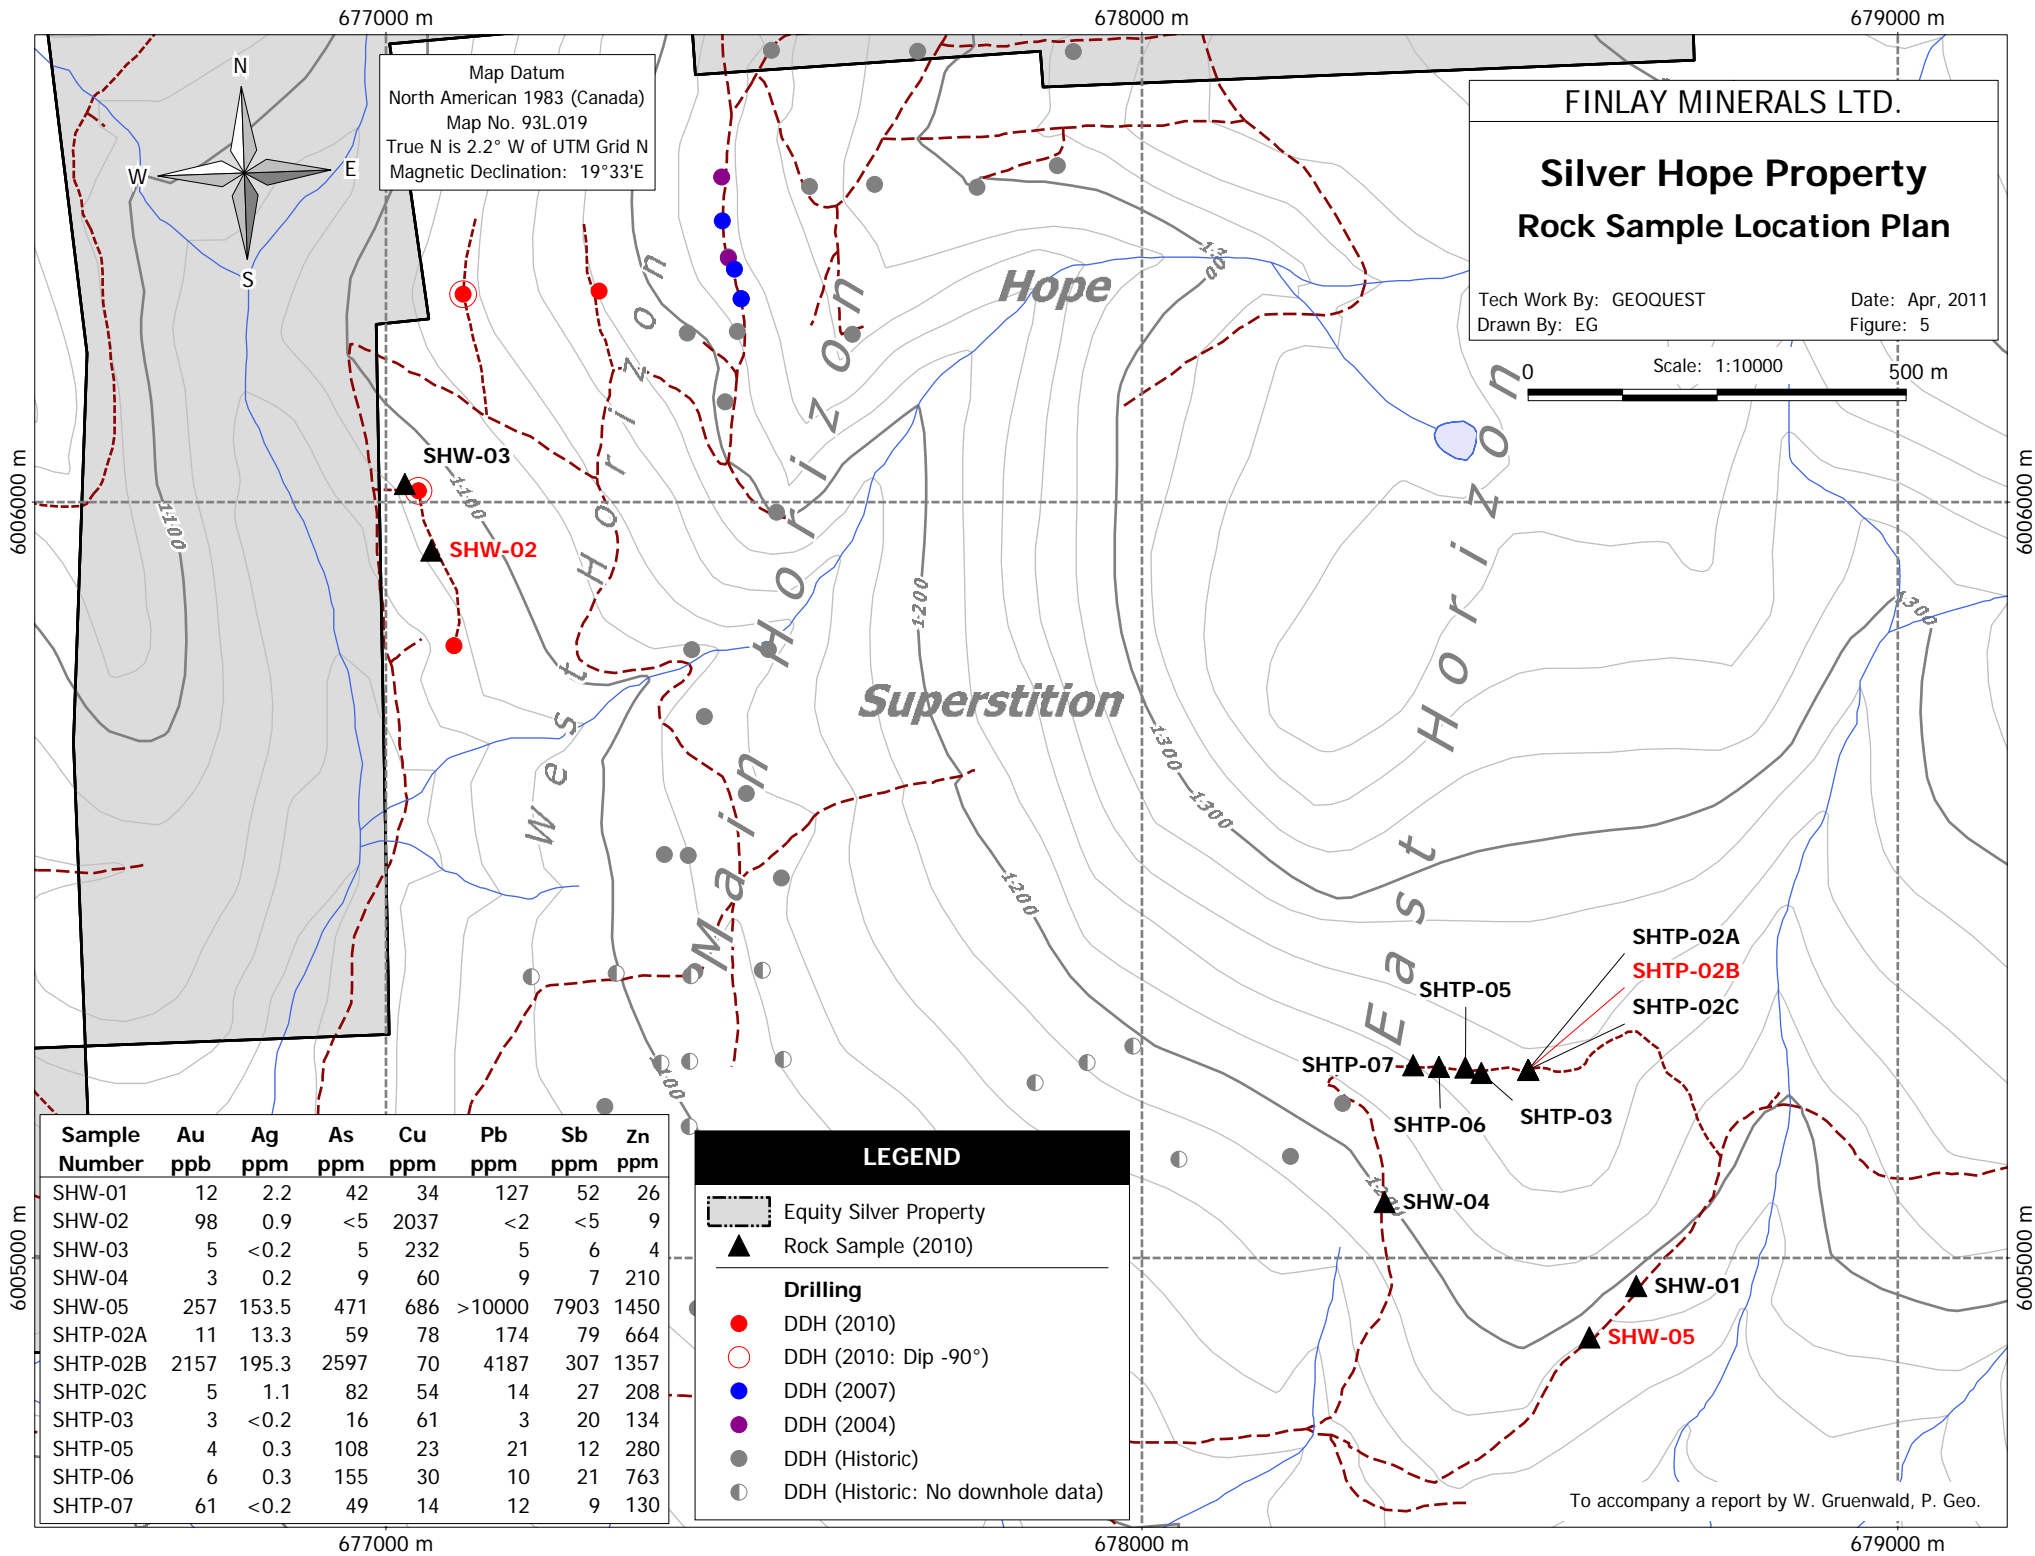 677000 m
678000 m
679000 m
N
W
E
S
Map Datum
North American 1983 (Canada)
Map No. 93L.019
True N is 2.2° W of UTM Grid N
Magnetic Declination: 19°33'E
FINLAY MINERALS LTD.
Silver Hope Property
Rock Sample Location Plan
Tech Work By: GEOQUEST
Date: Apr, 2011
Drawn By: EG
Figure: 5
Scale: 1:10000
0
500 m
Hope
Superstition
West Horizon
Main Horizon
East Horizon
1300
1100
1100
1200
1300
1300
1300
1200
1100
1200
6006000 m
6006000 m
6005000 m
6005000 m
SHW-03
SHW-02
SHTP-02A
SHTP-02B
SHTP-02C
SHTP-05
SHTP-07
SHTP-06
SHTP-03
SHW-04
SHW-01
SHW-05
Sample Number Au ppb Ag ppm As ppm Cu ppm Pb ppm Sb ppm Zn ppm
SHW-01 12 2.2 42 34 127 52 26
SHW-02 98 0.9 <5 2037 <2 <5 9
SHW-03 5 <0.2 5 232 5 6 4
SHW-04 3 0.2 9 60 9 7 210
SHW-05 257 153.5 471 686 >10000 7903 1450
SHTP-02A 11 13.3 59 78 174 79 664
SHTP-02B 2157 195.3 2597 70 4187 307 1357
SHTP-02C 5 1.1 82 54 14 27 208
SHTP-03 3 <0.2 16 61 3 20 134
SHTP-05 4 0.3 108 23 21 12 280
SHTP-06 6 0.3 155 30 10 21 763
SHTP-07 61 <0.2 49 14 12 9 130
LEGEND
Equity Silver Property
Rock Sample (2010)
Drilling
DDH (2010)
DDH (2010: Dip -90°)
DDH (2007)
DDH (2004)
DDH (Historic)
DDH (Historic: No downhole data)
To accompany a report by W. Gruenwald, P. Geo.
677000 m
678000 m
679000 m